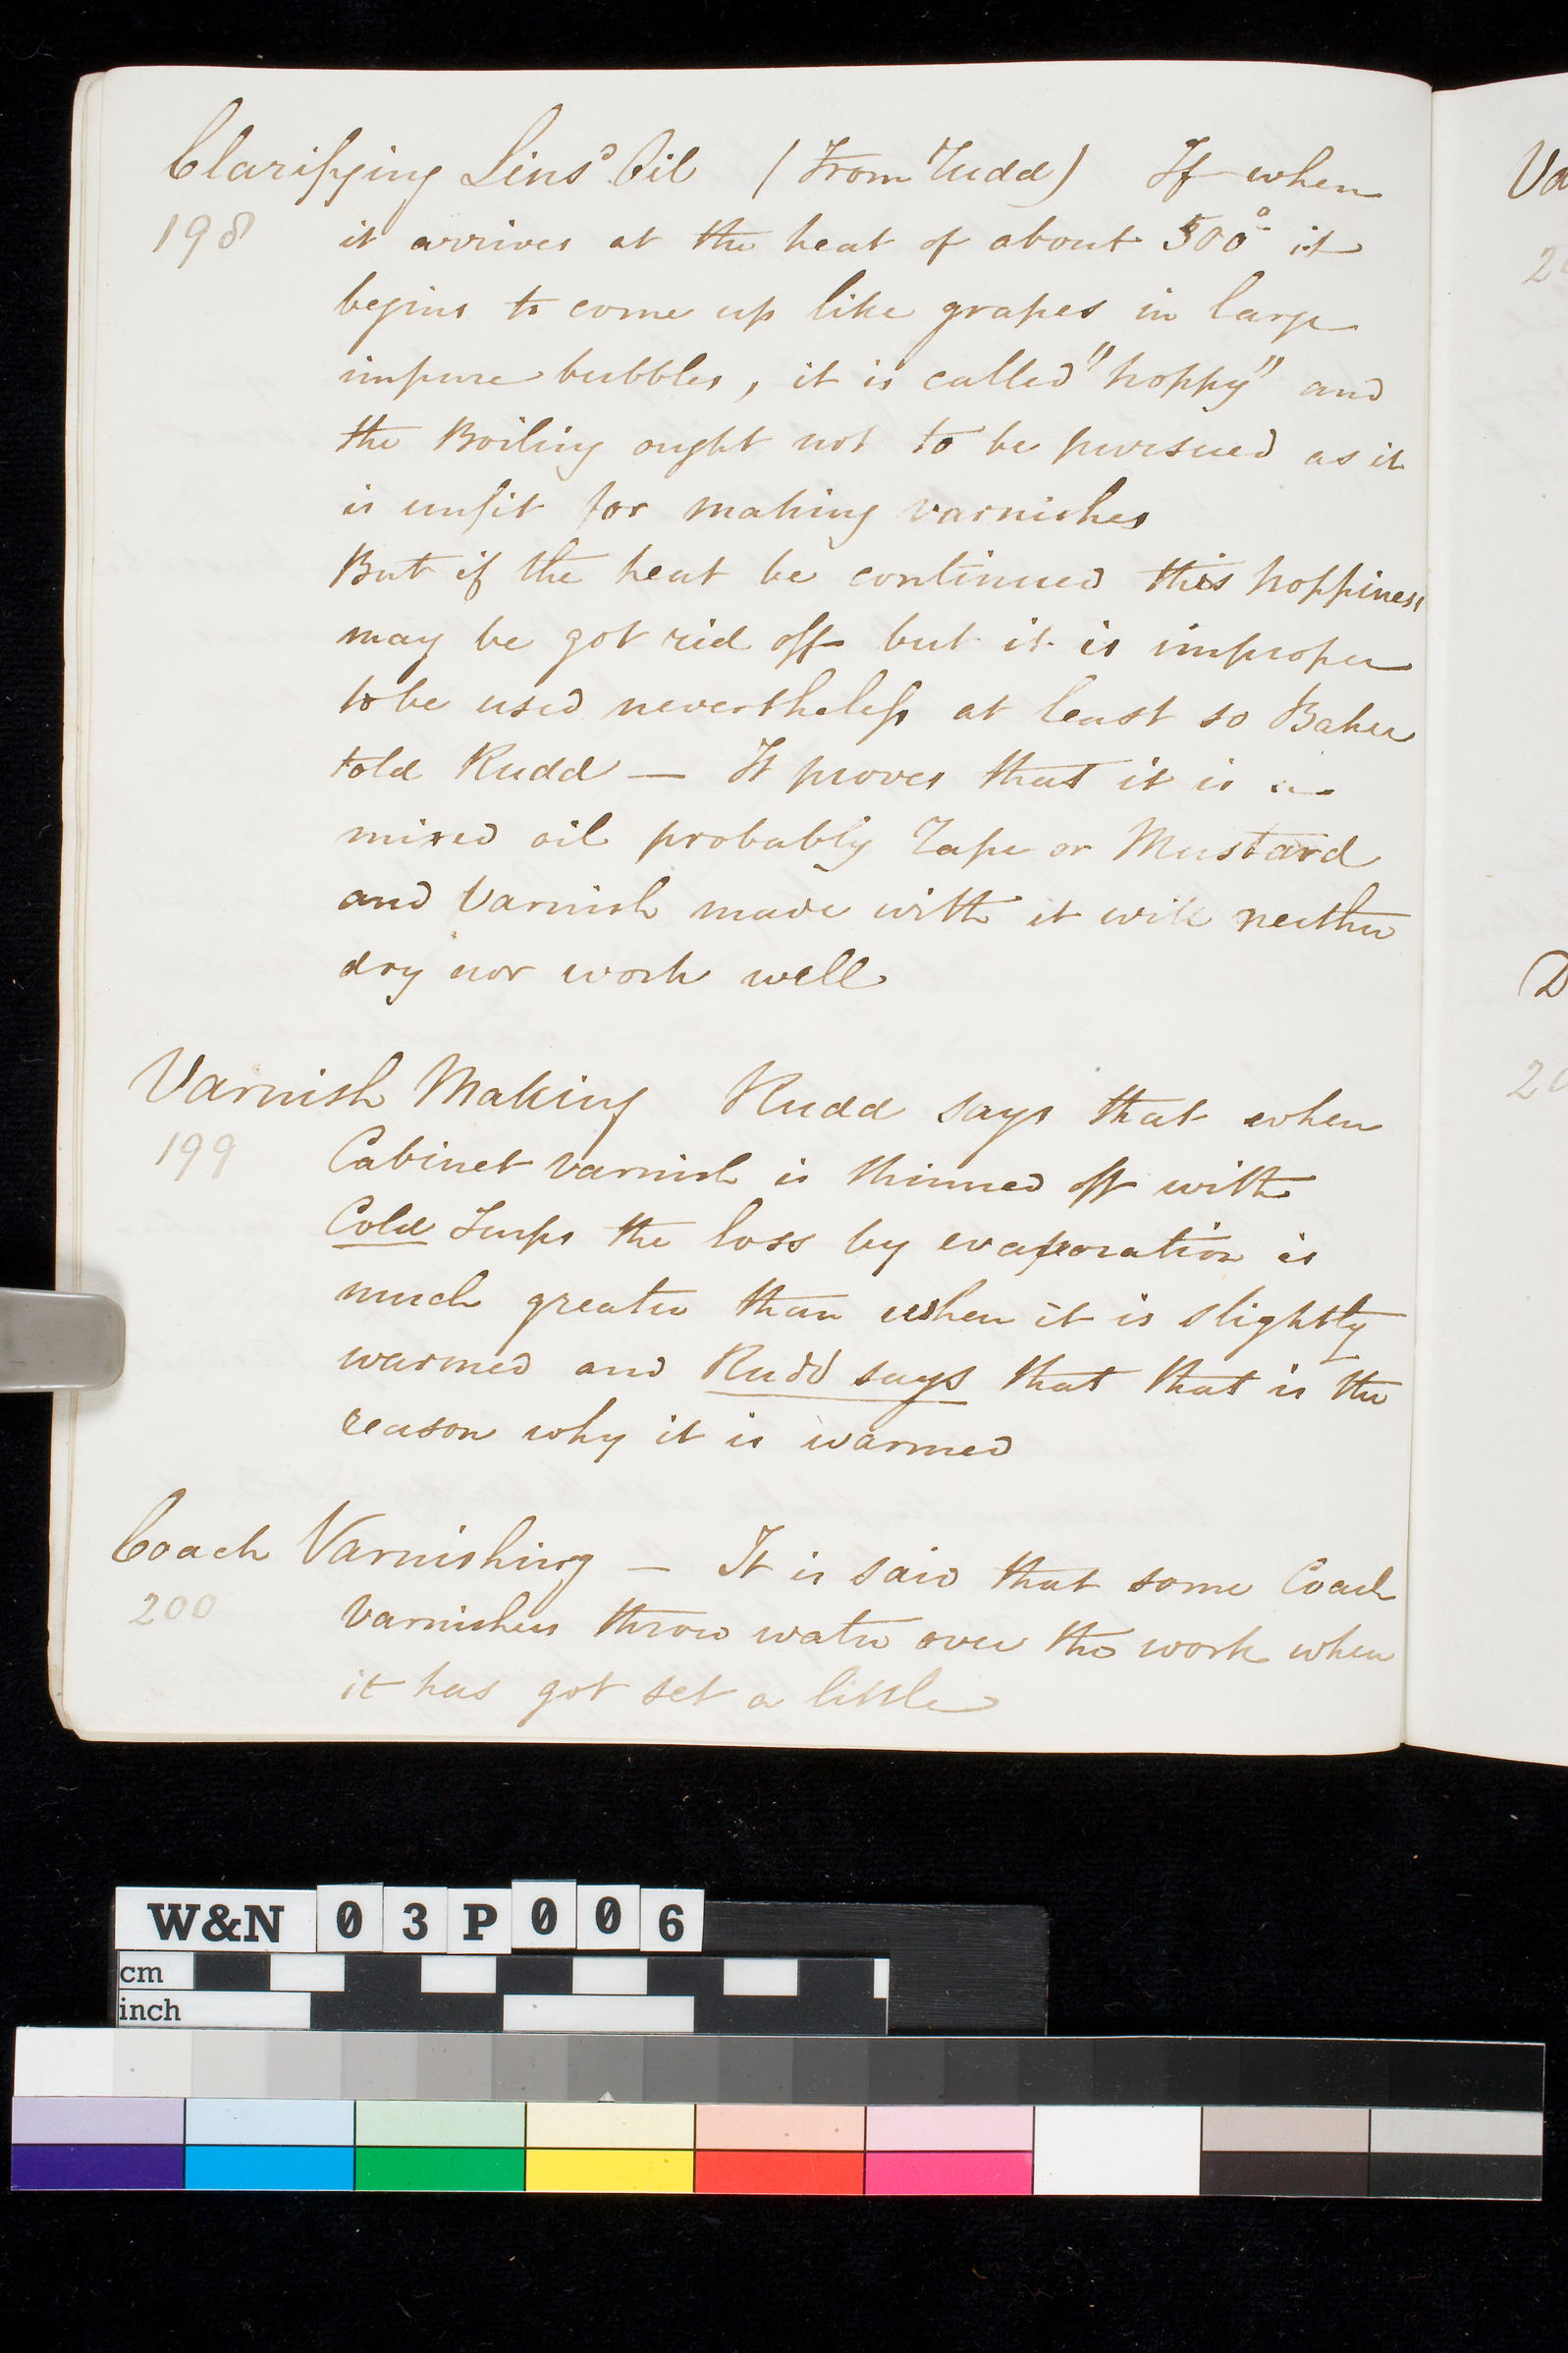 Clarifying Linsd Oil (From Rudd) If when
198 it arrives at the heat of about 500° it
begins to come up like grapes in large
impure bubbles, it is called "hoppy" and
the Boiling ought not to be pursued as it
is unfit for making varnishes
But if the heat be continued this hoppiness
may be got rid off but it is improper
to be used nevertheless at least so Baker
told Rudd — It proves that it is a
mixed oil probably Rape or Mustard
and Varnish made with it will neither
dry nor work well
Varnish Making Rudd says that when
199 Cabinet varnish is thinned off with
Cold Turps the loss by evaporation is
much greater than when it is slightly
warmed and Rudd says that that is the
reason why it is warmed
Coach Varnishing — It is said that some Coach
200 Varnishers throw water over the work when
it has got set a little
Va
20
D
20
W&N 03P006
cm
inch